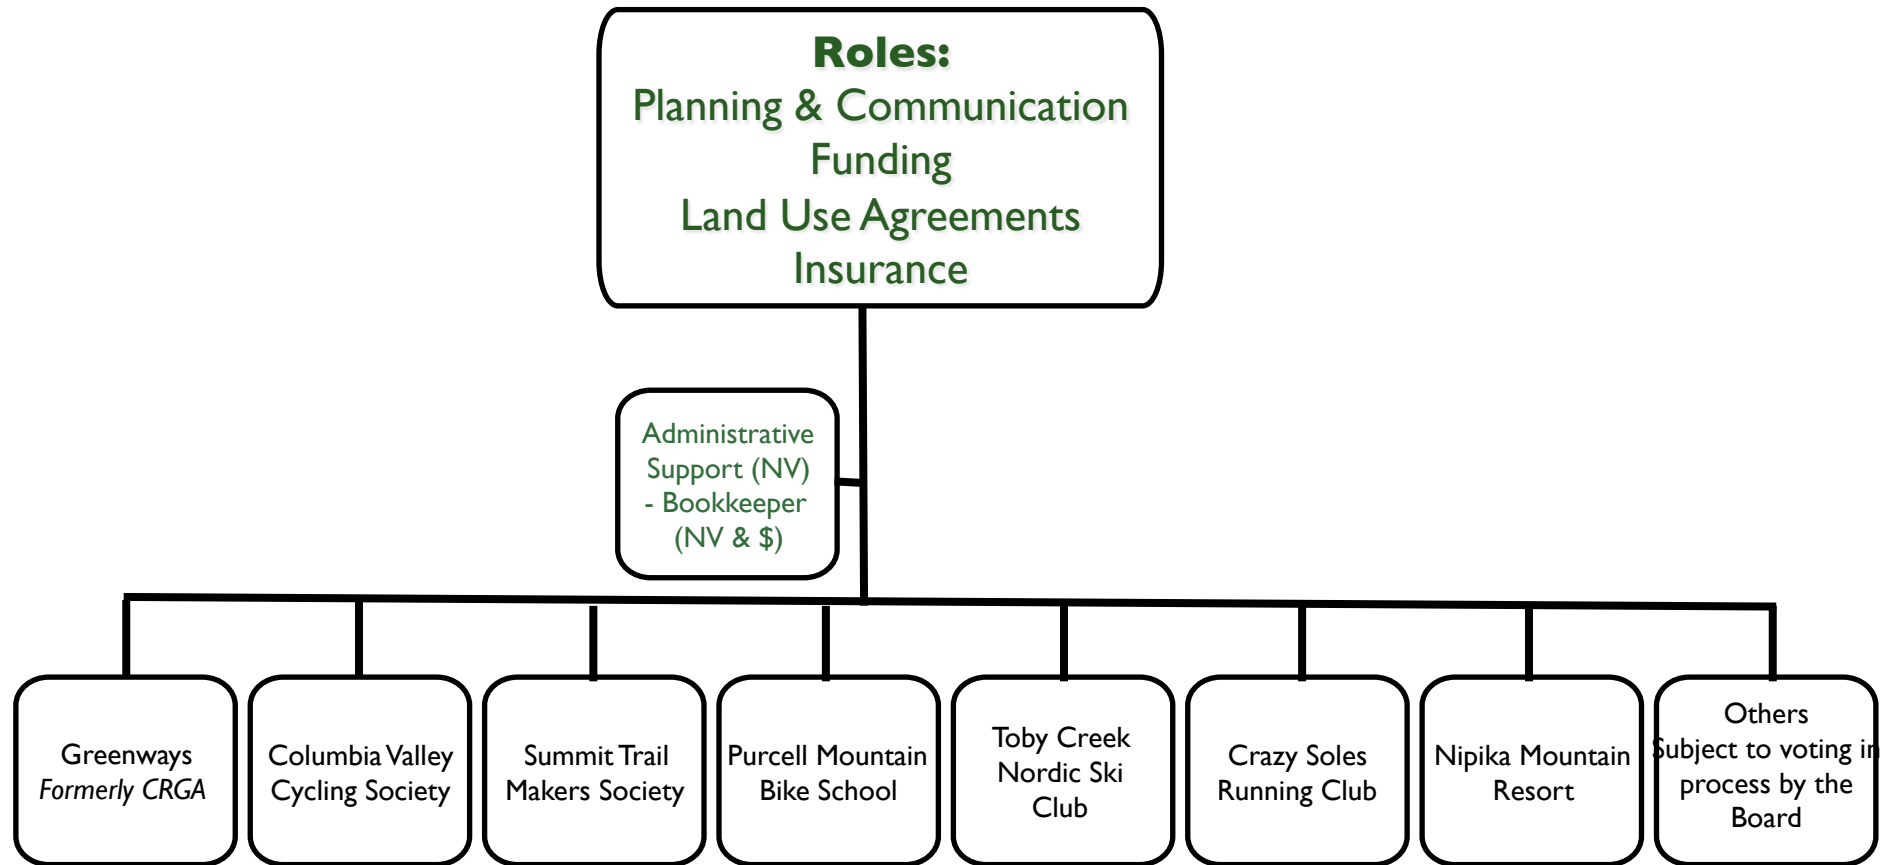 Roles:
Planning & Communication
Funding
Land Use Agreements
Insurance
Administrative
Support (NV)
- Bookkeeper
(NV & $)
Greenways
Formerly CRGA
Columbia Valley
Cycling Society
Summit Trail
Makers Society
Purcell Mountain
Bike School
Toby Creek
Nordic Ski
Club
Crazy Soles
Running Club
Nipika Mountain
Resort
Others
Subject to voting in
process by the
Board